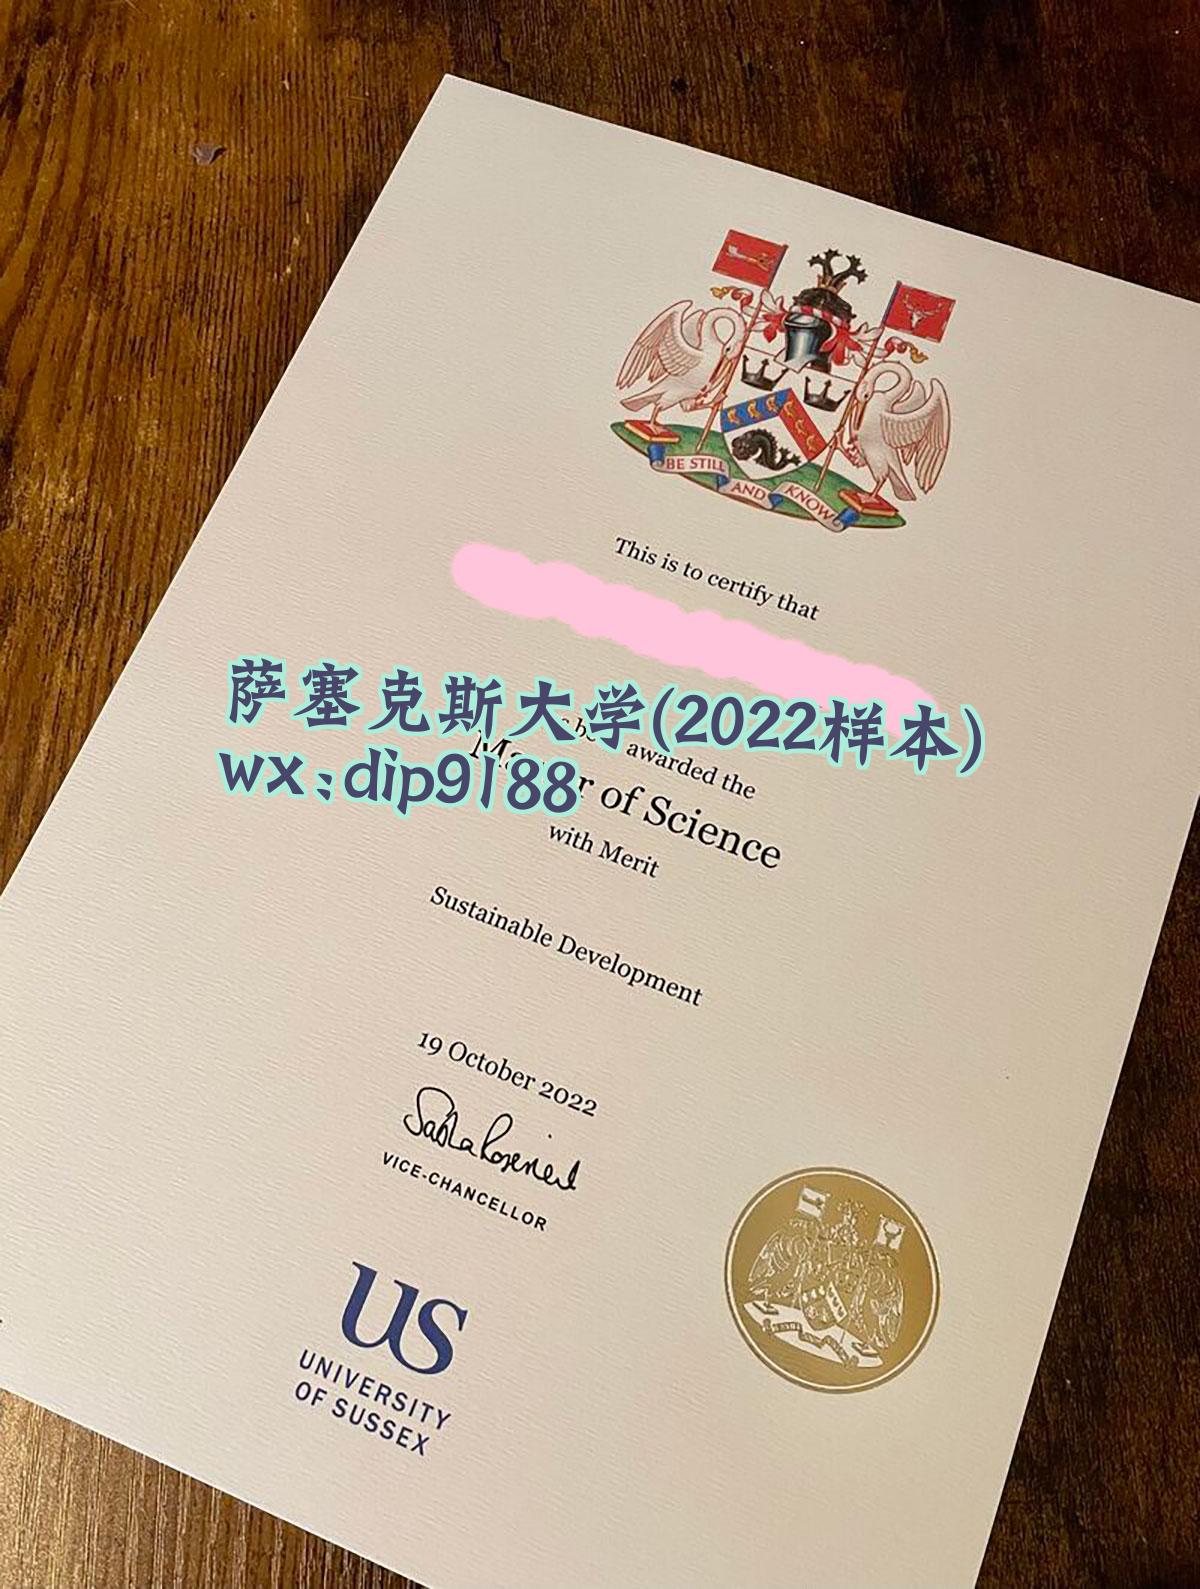 BE STILL AND KNOW
This is to certify that
萨塞克斯大学(2022样本)
awarded the
wx:dip9188
of Science
with Merit
Sustainable Development
19 October 2022
VICE-CHANCELLOR
US
UNIVERSITY
OF SUSSEX